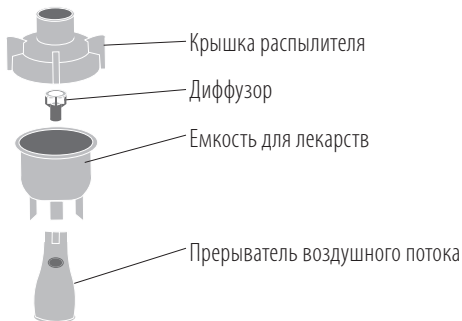 Крышка распылителя
Диффузор
Емкость для лекарств
Прерыватель воздушного потока